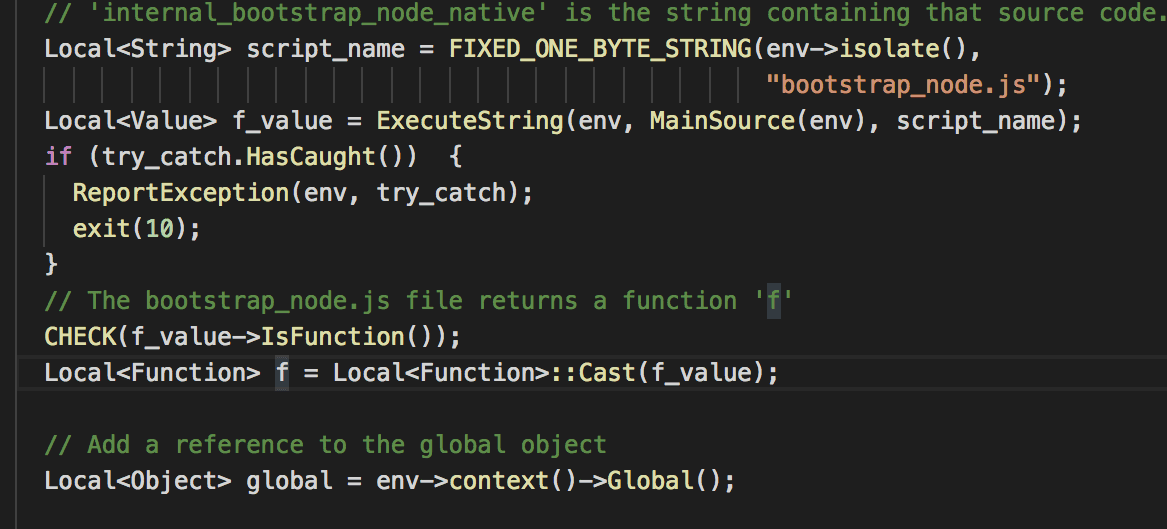 // 'internal_bootstrap_node_native' is the string containing that source code.
Local<String> script_name = FIXED_ONE_BYTE_STRING(env->isolate(),
"bootstrap_node.js");
Local<Value> f_value = ExecuteString(env, MainSource(env), script_name);
if (try_catch.HasCaught())  {
ReportException(env, try_catch);
exit(10);
}
// The bootstrap_node.js file returns a function 'f'
CHECK(f_value->IsFunction());
Local<Function> f = Local<Function>::Cast(f_value);
// Add a reference to the global object
Local<Object> global = env->context()->Global();